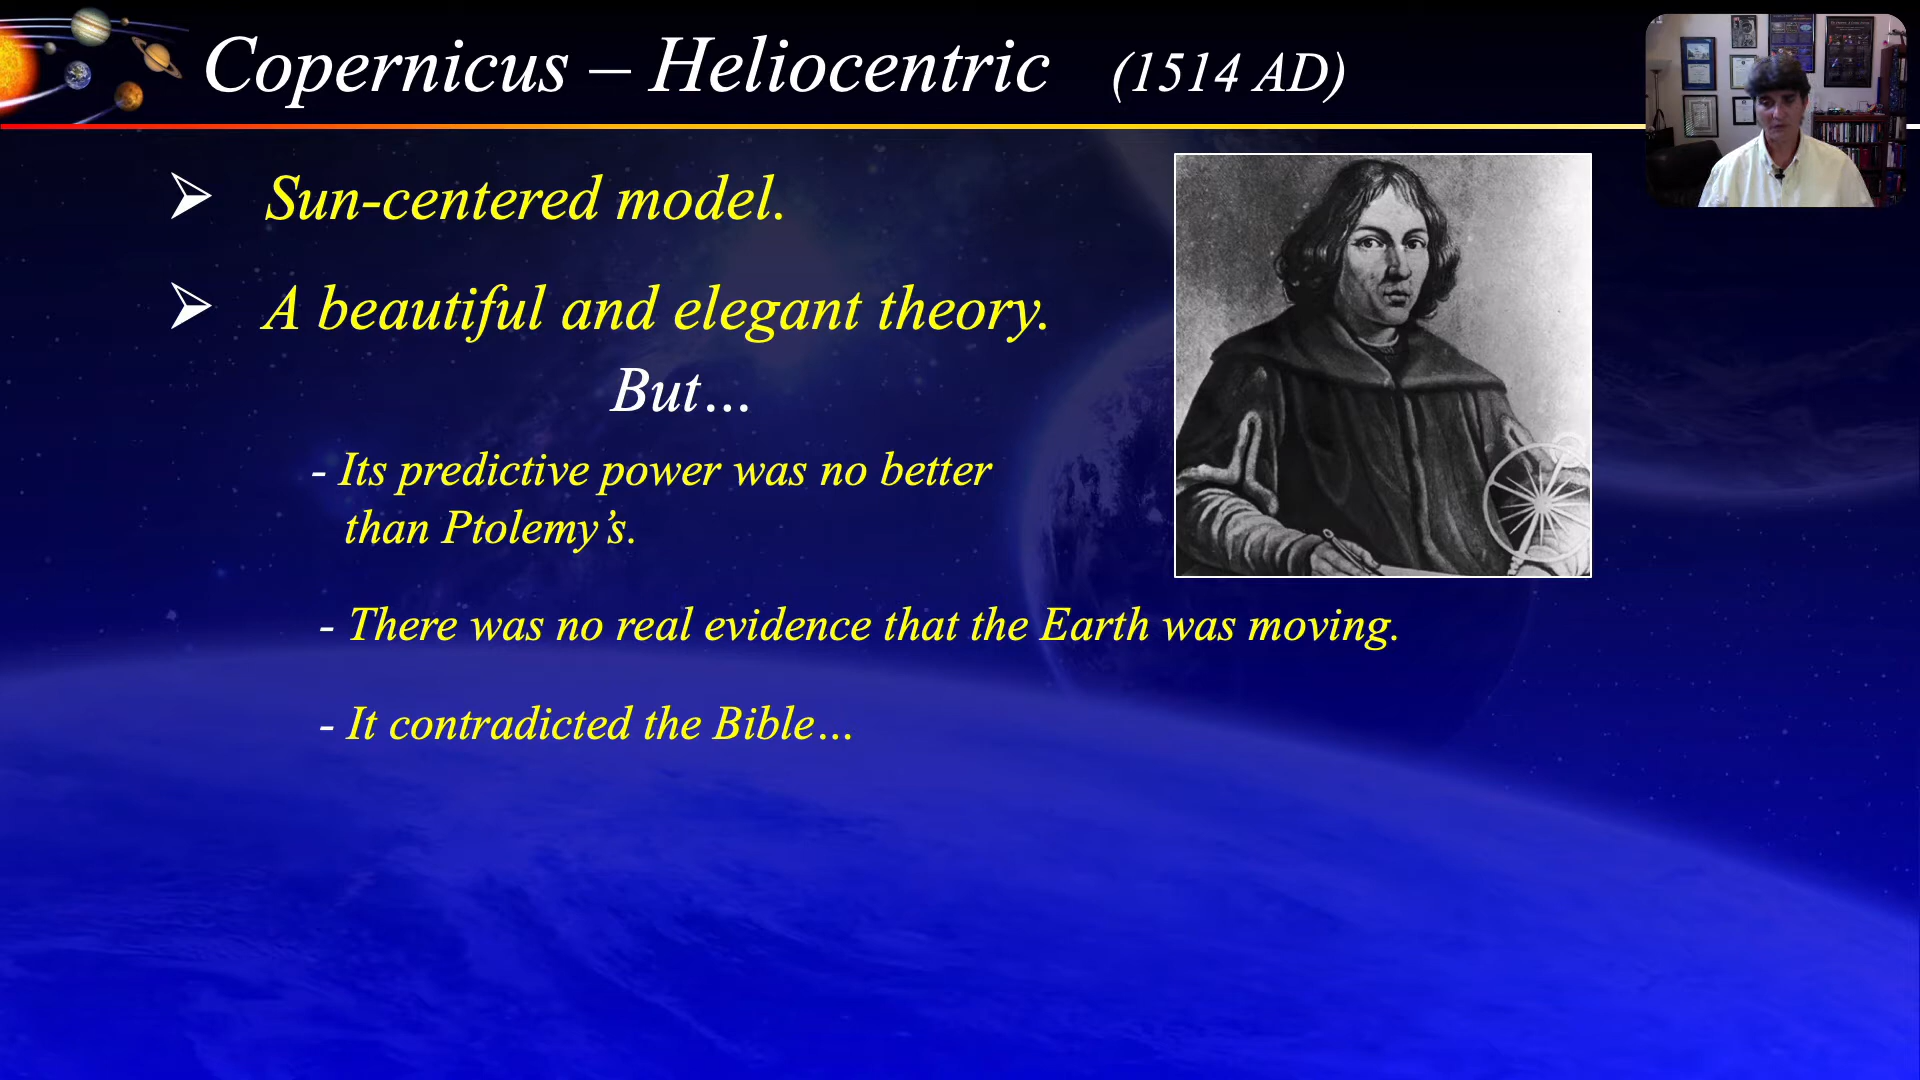 Copernicus – Heliocentric (1514 AD)
➢ Sun-centered model.
➢ A beautiful and elegant theory.
But…
- Its predictive power was no better
than Ptolemy’s.
- There was no real evidence that the Earth was moving.
- It contradicted the Bible…